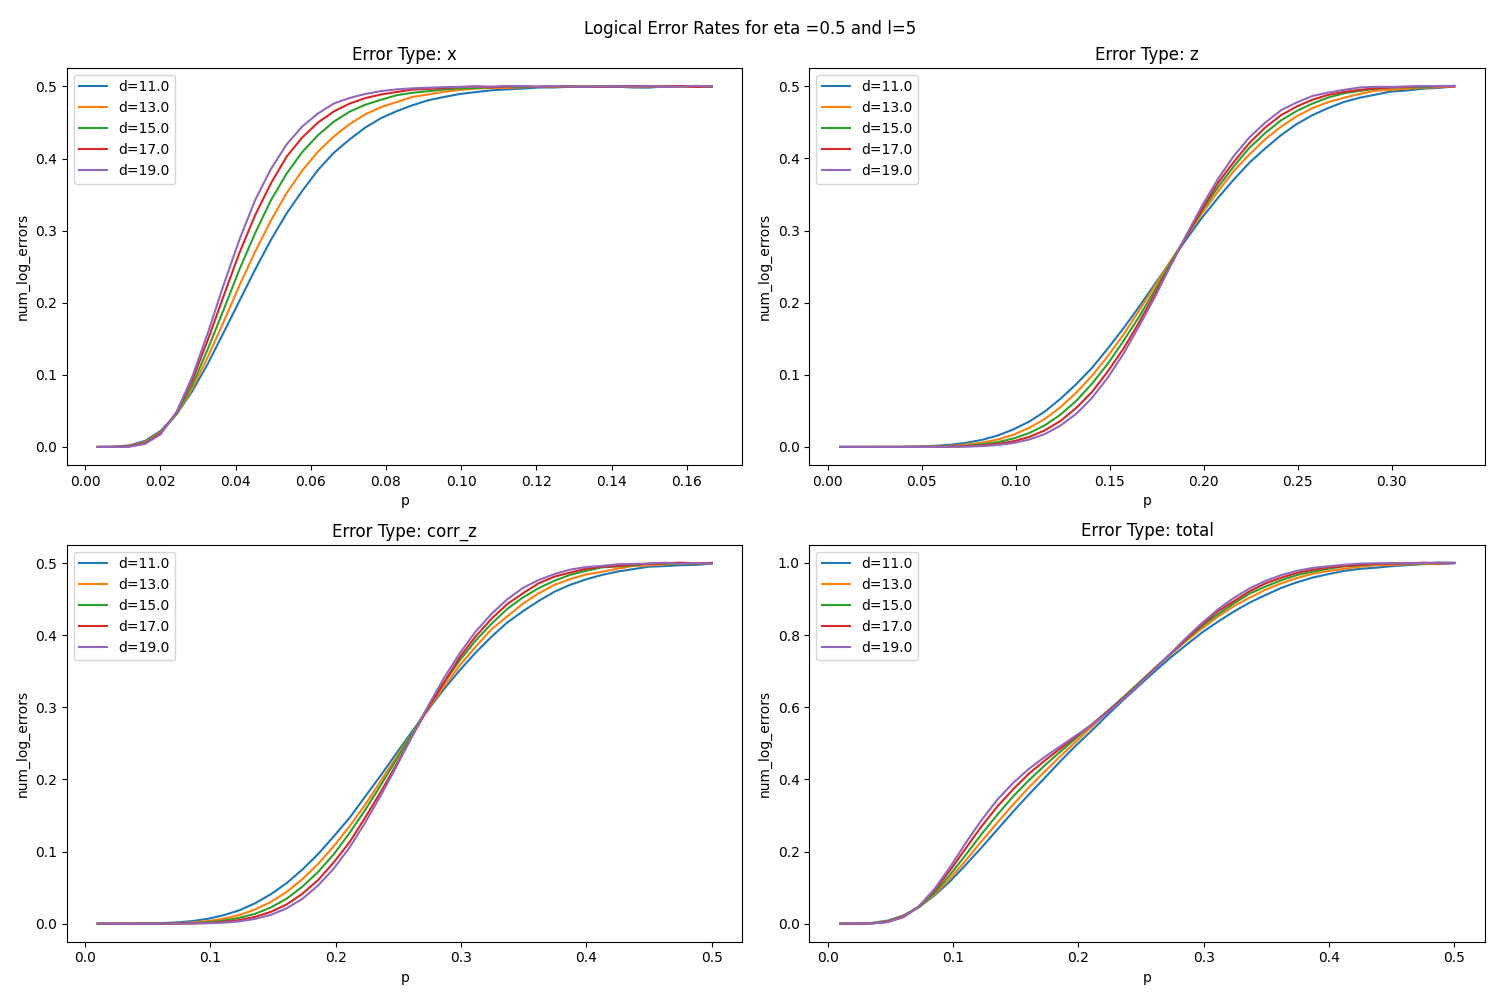 Logical Error Rates for eta =0.5 and l=5
Error Type: x
d=11.0
d=13.0
d=15.0
d=17.0
d=19.0
num_log_errors
0.5
0.4
0.3
0.2
0.1
0.0
0.00 0.02 0.04 0.06 0.08 0.10 0.12 0.14 0.16
p
Error Type: z
d=11.0
d=13.0
d=15.0
d=17.0
d=19.0
num_log_errors
0.5
0.4
0.3
0.2
0.1
0.0
0.00 0.05 0.10 0.15 0.20 0.25 0.30
p
Error Type: corr_z
d=11.0
d=13.0
d=15.0
d=17.0
d=19.0
num_log_errors
0.5
0.4
0.3
0.2
0.1
0.0
0.0 0.1 0.2 0.3 0.4 0.5
p
Error Type: total
d=11.0
d=13.0
d=15.0
d=17.0
d=19.0
num_log_errors
1.0
0.8
0.6
0.4
0.2
0.0
0.0 0.1 0.2 0.3 0.4 0.5
p